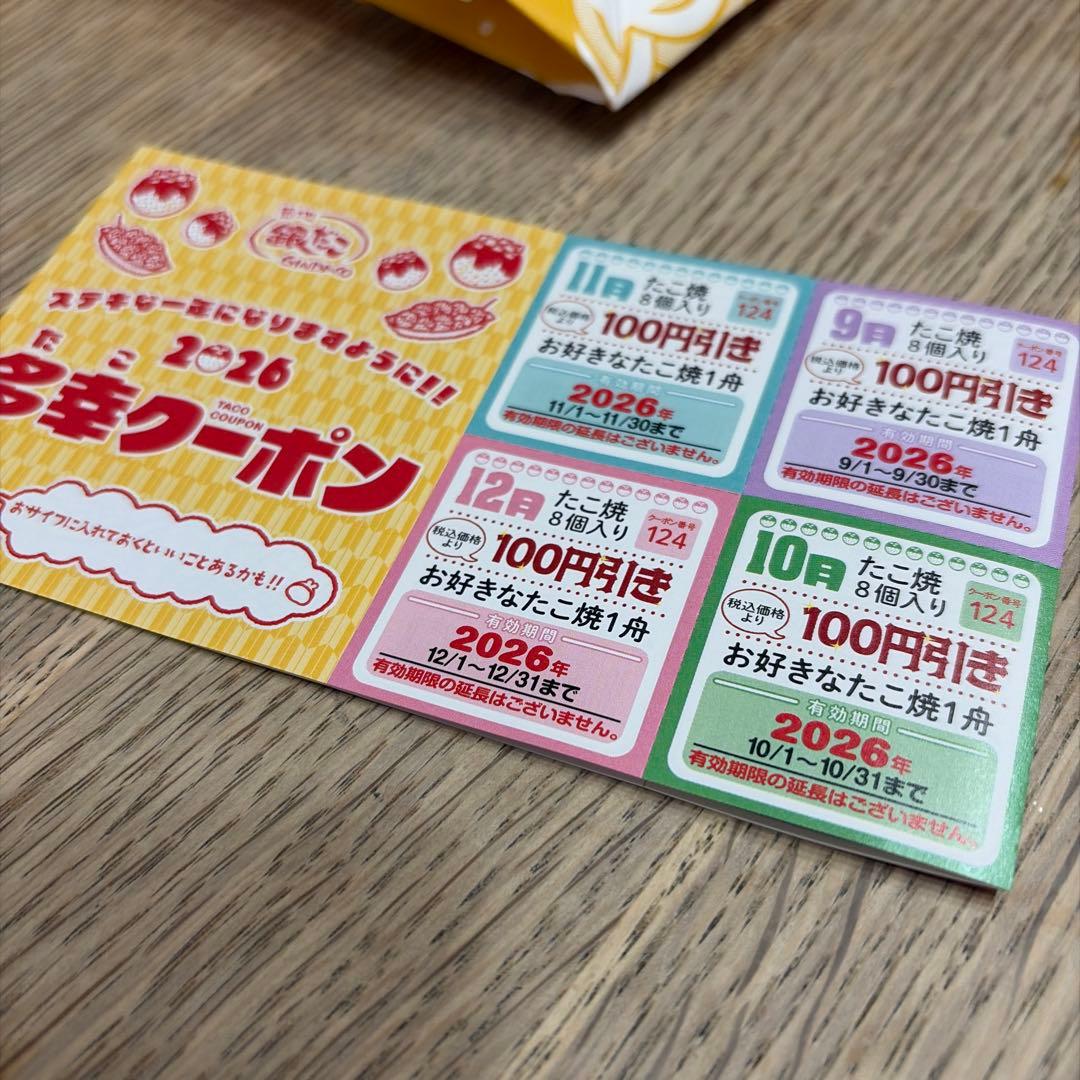 築地
銀だこ
GINDACO
ステキな一年になりますように!!
2026
たこ
多幸クーポン
TACO
COUPON
おサイフに入れておくといいことあるかも!!
11月
たこ焼
8個入り
クーポン番号
124
税込価格
より
100円引き
お好きなたこ焼1舟
有効期間
2026年
11/1〜11/30まで
有効期限の延長はございません。
9月
たこ焼
8個入り
クーポン番号
124
税込価格
より
100円引き
お好きなたこ焼1舟
有効期間
2026年
9/1〜9/30まで
有効期限の延長はございません。
12月
たこ焼
8個入り
クーポン番号
124
税込価格
より
100円引き
お好きなたこ焼1舟
有効期間
2026年
12/1〜12/31まで
有効期限の延長はございません。
10月
たこ焼
8個入り
クーポン番号
124
税込価格
より
100円引き
お好きなたこ焼1舟
有効期間
2026年
10/1〜10/31まで
有効期限の延長はございません。